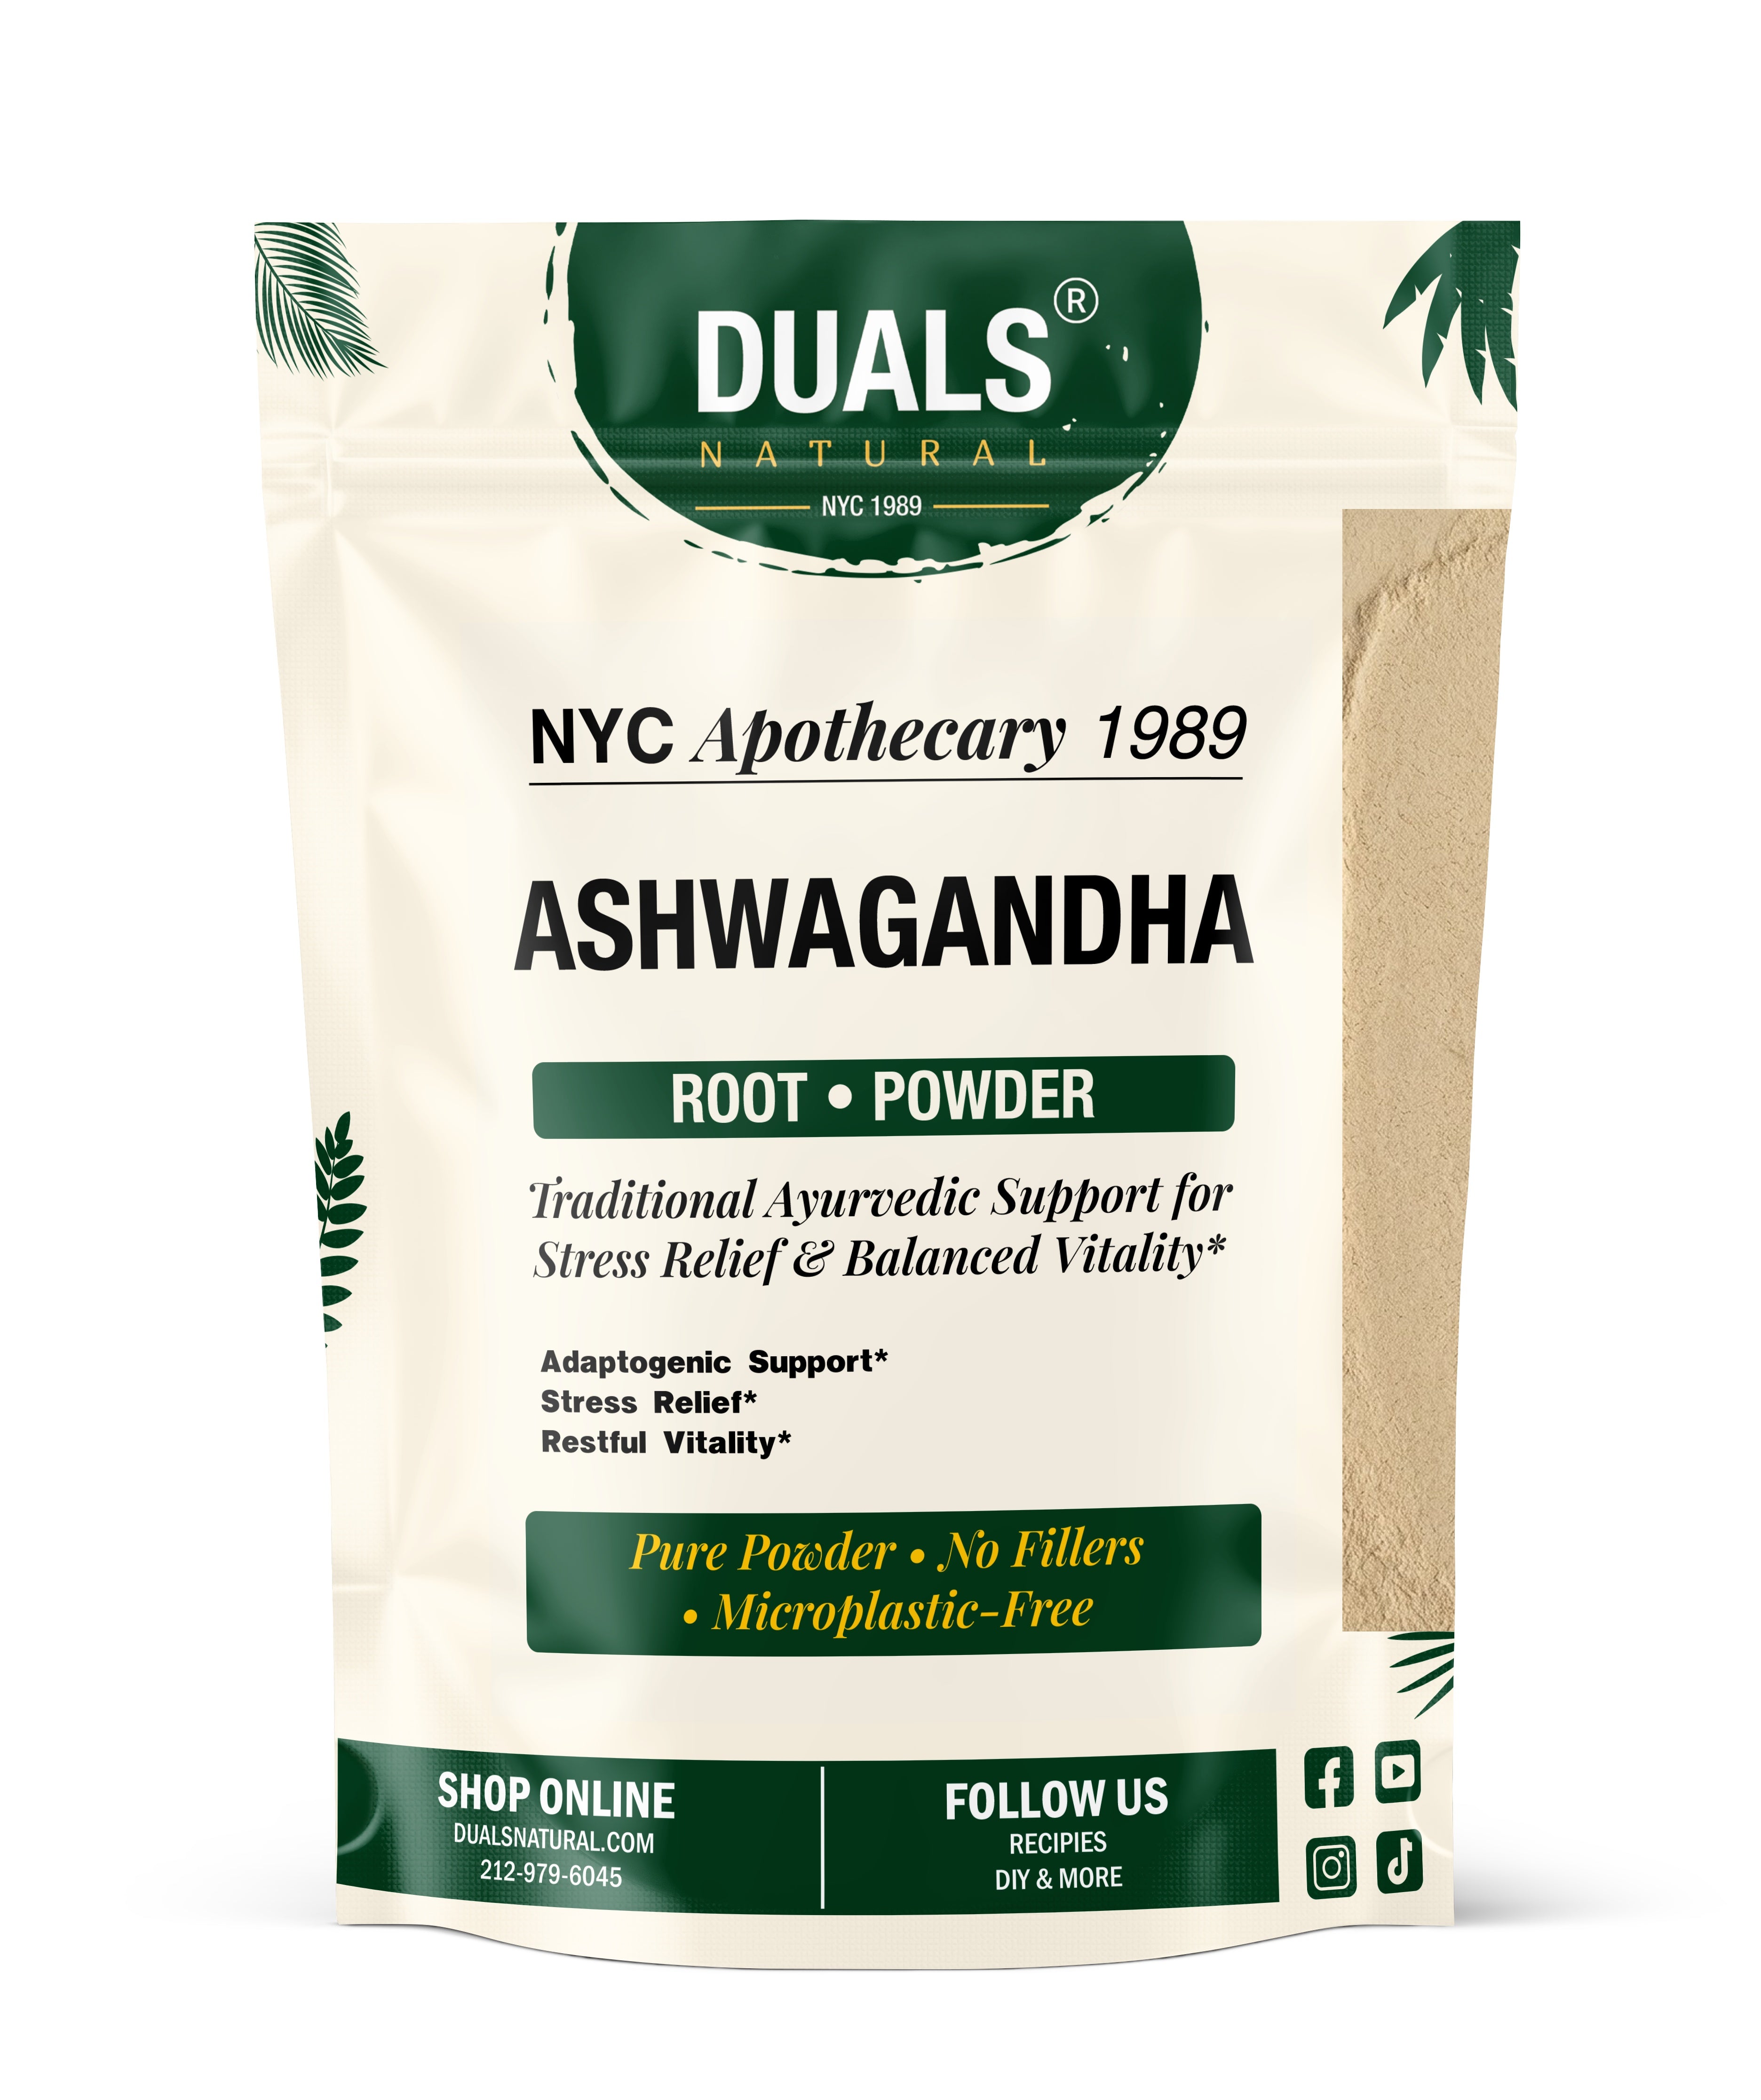 DUALS®
NATURAL
NYC 1989
NYC Apothecary 1989
ASHWAGANDHA
ROOT • POWDER
Traditional Ayurvedic Support for
Stress Relief & Balanced Vitality*
Adaptogenic Support*
Stress Relief*
Restful Vitality*
Pure Powder • No Fillers
• Microplastic-Free
SHOP ONLINE
DUALSNATURAL.COM
212-979-6045
FOLLOW US
RECIPIES
DIY & MORE